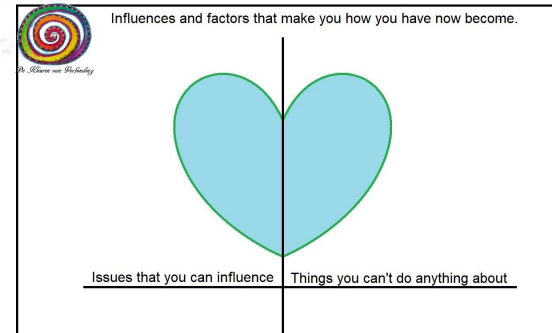 Influences and factors that make you how you have now become.
De Kleuren van Verbinding
Issues that you can influence
Things you can't do anything about